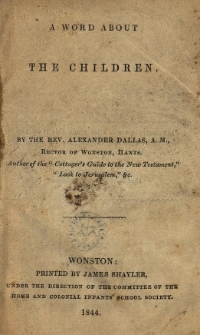 A WORD ABOUT
THE CHILDREN.
BY THE REV. ALEXANDER DALLAS, A. M.,
RECTOR OF WONSTON, HANTS.
Author of the "Cottager's Guide to the New Testament,"
"Look to Jerusalem," &c.
WONSTON:
PRINTED BY JAMES SHAYLER,
UNDER THE DIRECTION OF THE COMMITTEE OF THE
HOME AND COLONIAL INFANTS' SCHOOL SOCIETY.
1844.